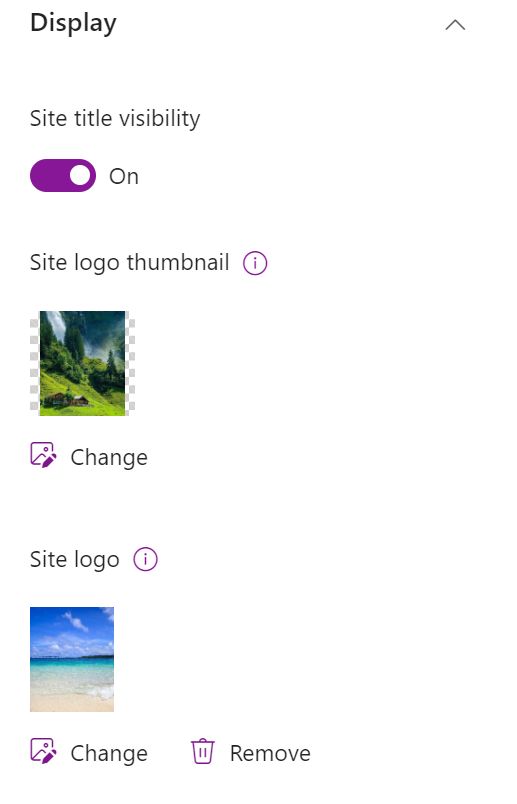 Display
Site title visibility
On
Site logo thumbnail
Change
Site logo
Change Remove